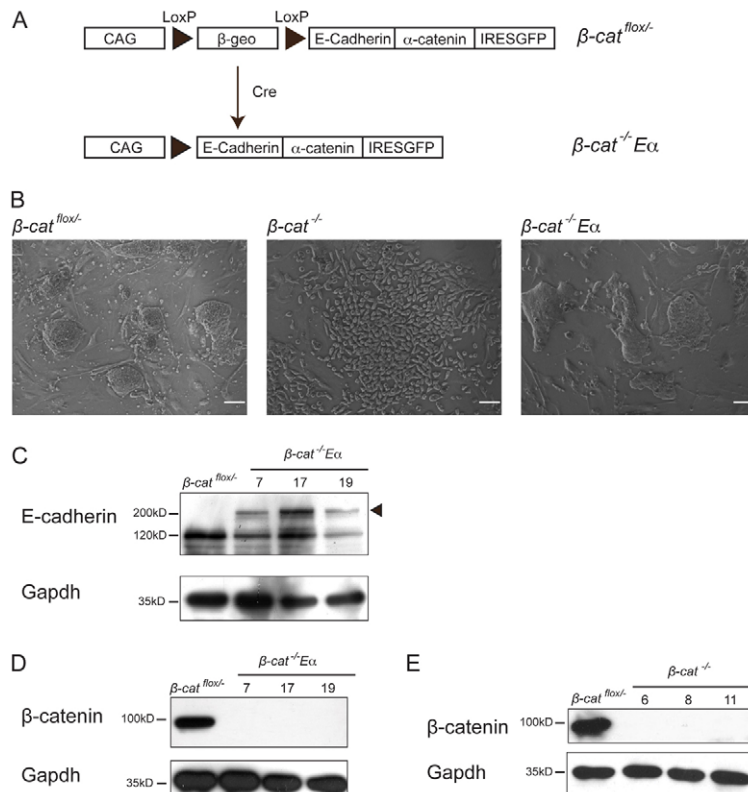 A
LoxP LoxP
CAG β-geo E-Cadherin α-catenin IRESGFP β-cat flox/-
Cre
CAG E-Cadherin α-catenin IRESGFP β-cat -/- Eα
B
β-cat flox/- β-cat -/- β-cat -/- Eα
C
β-cat -/- Eα
β-cat flox/- 7 17 19
E-cadherin 200kD
120kD
Gapdh 35kD
D
β-cat -/- Eα
β-cat flox/- 7 17 19
β-catenin 100kD
Gapdh 35kD
E
β-cat -/-
β-cat flox/- 6 8 11
β-catenin 100kD
Gapdh 35kD